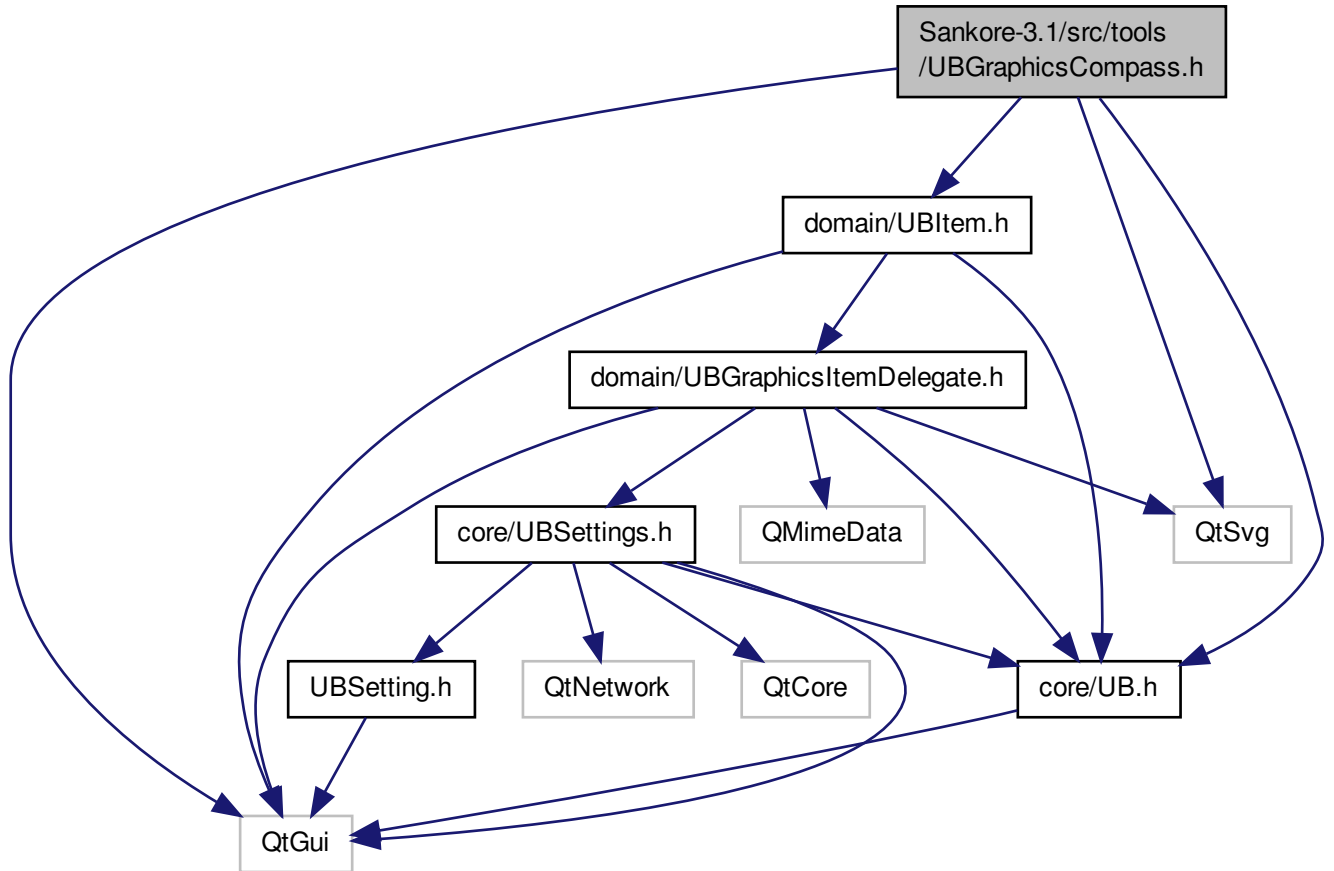 Sankore-3.1/src/tools
/UBGraphicsCompass.h
domain/UBItem.h
domain/UBGraphicsItemDelegate.h
core/UBSettings.h
QMimeData
QtSvg
UBSetting.h
QtNetwork
QtCore
core/UB.h
QtGui